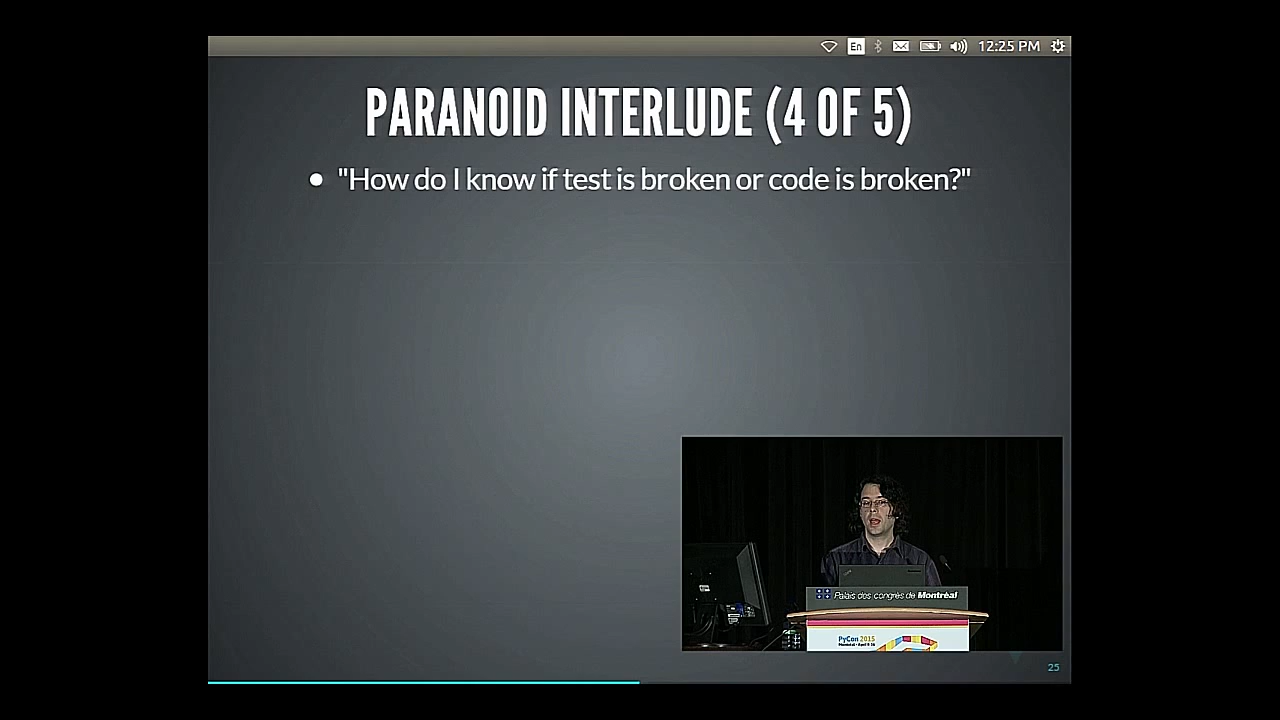 En 12:25 PM
PARANOID INTERLUDE (4 OF 5)
"How do I know if test is broken or code is broken?"
Palais des congrès de Montréal
PyCon 2015
25